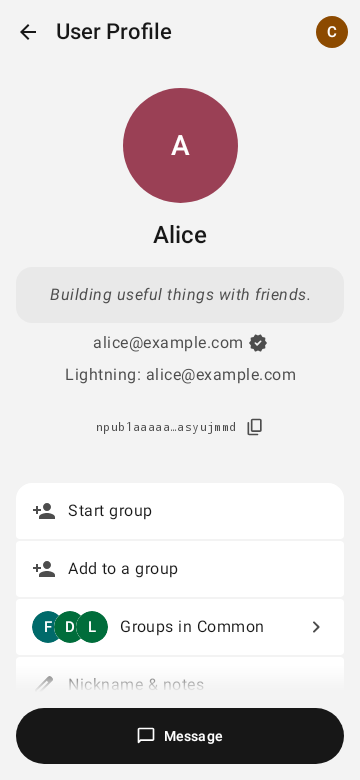 User Profile
C
A
Alice
Building useful things with friends.
alice@example.com
Lightning: alice@example.com
npub1aaaaa…asyujmmd
Start group
Add to a group
F D L Groups in Common
Nickname & notes
Message